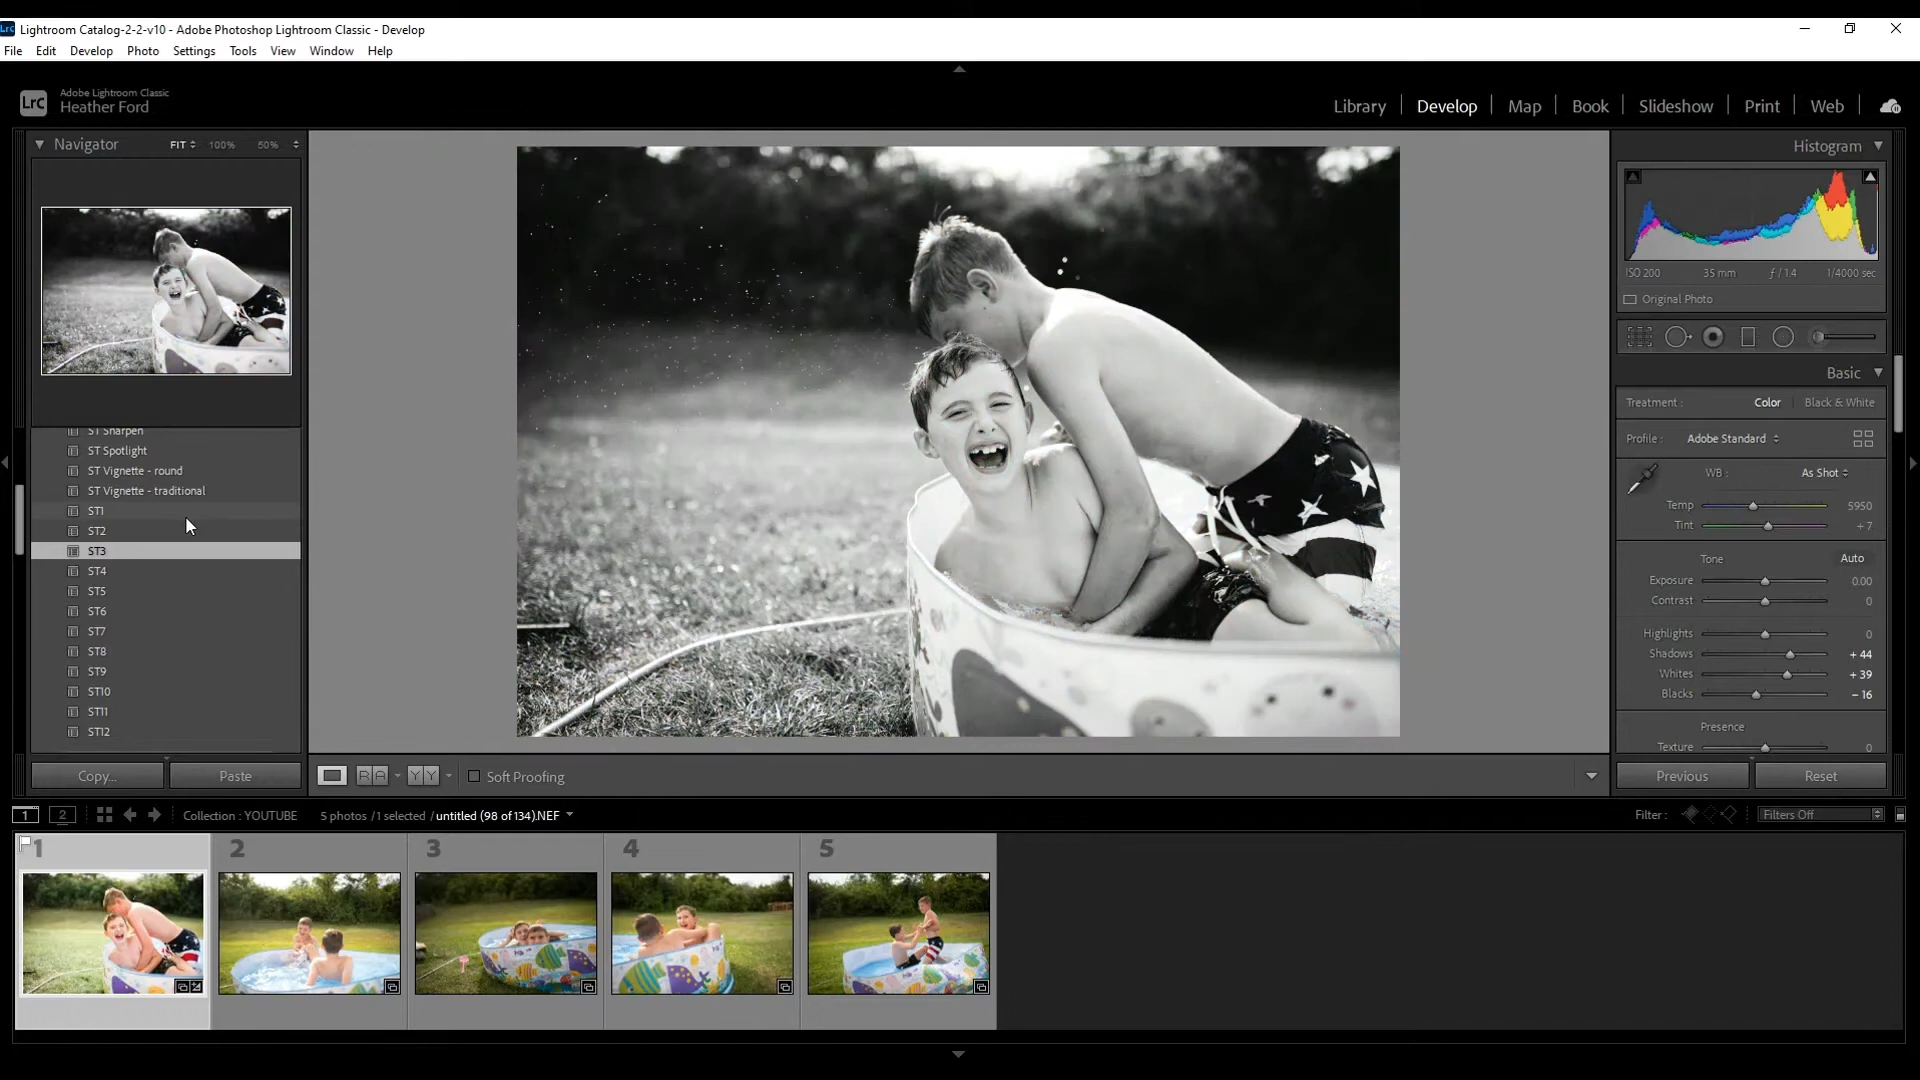 Lrc Lightroom Catalog-2-2-v10 - Adobe Photoshop Lightroom Classic - Develop
File Edit Develop Photo Settings Tools View Window Help
LrC
Adobe Lightroom Classic
Heather Ford
Library Develop Map Book Slideshow Print Web
Navigator FIT 100% 50%
ST Sharpen
ST Spotlight
ST Vignette - round
ST Vignette - traditional
ST1
ST2
ST3
ST4
ST5
ST6
ST7
ST8
ST9
ST10
ST11
ST12
Copy... Paste
Histogram
ISO 200 35 mm ƒ / 1.4 1/4000 sec
Original Photo
Basic
Treatment : Color Black & White
Profile : Adobe Standard
WB : As Shot
Temp 5950
Tint + 7
Tone Auto
Exposure 0.00
Contrast 0
Highlights 0
Shadows + 44
Whites + 39
Blacks - 16
Presence
Texture 0
Previous Reset
R A Y Y Soft Proofing
1 2 Collection : YOUTUBE 5 photos / 1 selected / untitled (98 of 134).NEF Filter : Filters Off
1 2 3 4 5